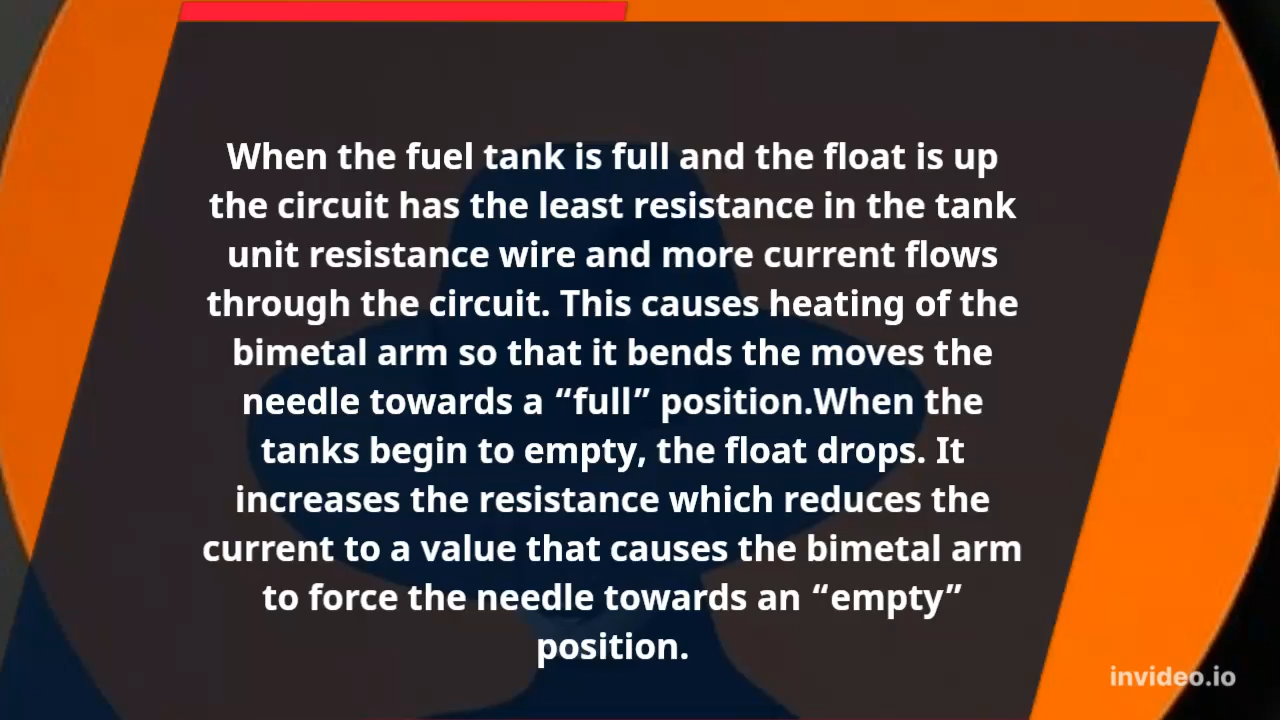 When the fuel tank is full and the float is up
the circuit has the least resistance in the tank
unit resistance wire and more current flows
through the circuit. This causes heating of the
bimetal arm so that it bends the moves the
needle towards a “full” position.When the
tanks begin to empty, the float drops. It
increases the resistance which reduces the
current to a value that causes the bimetal arm
to force the needle towards an “empty”
position.
invideo.io